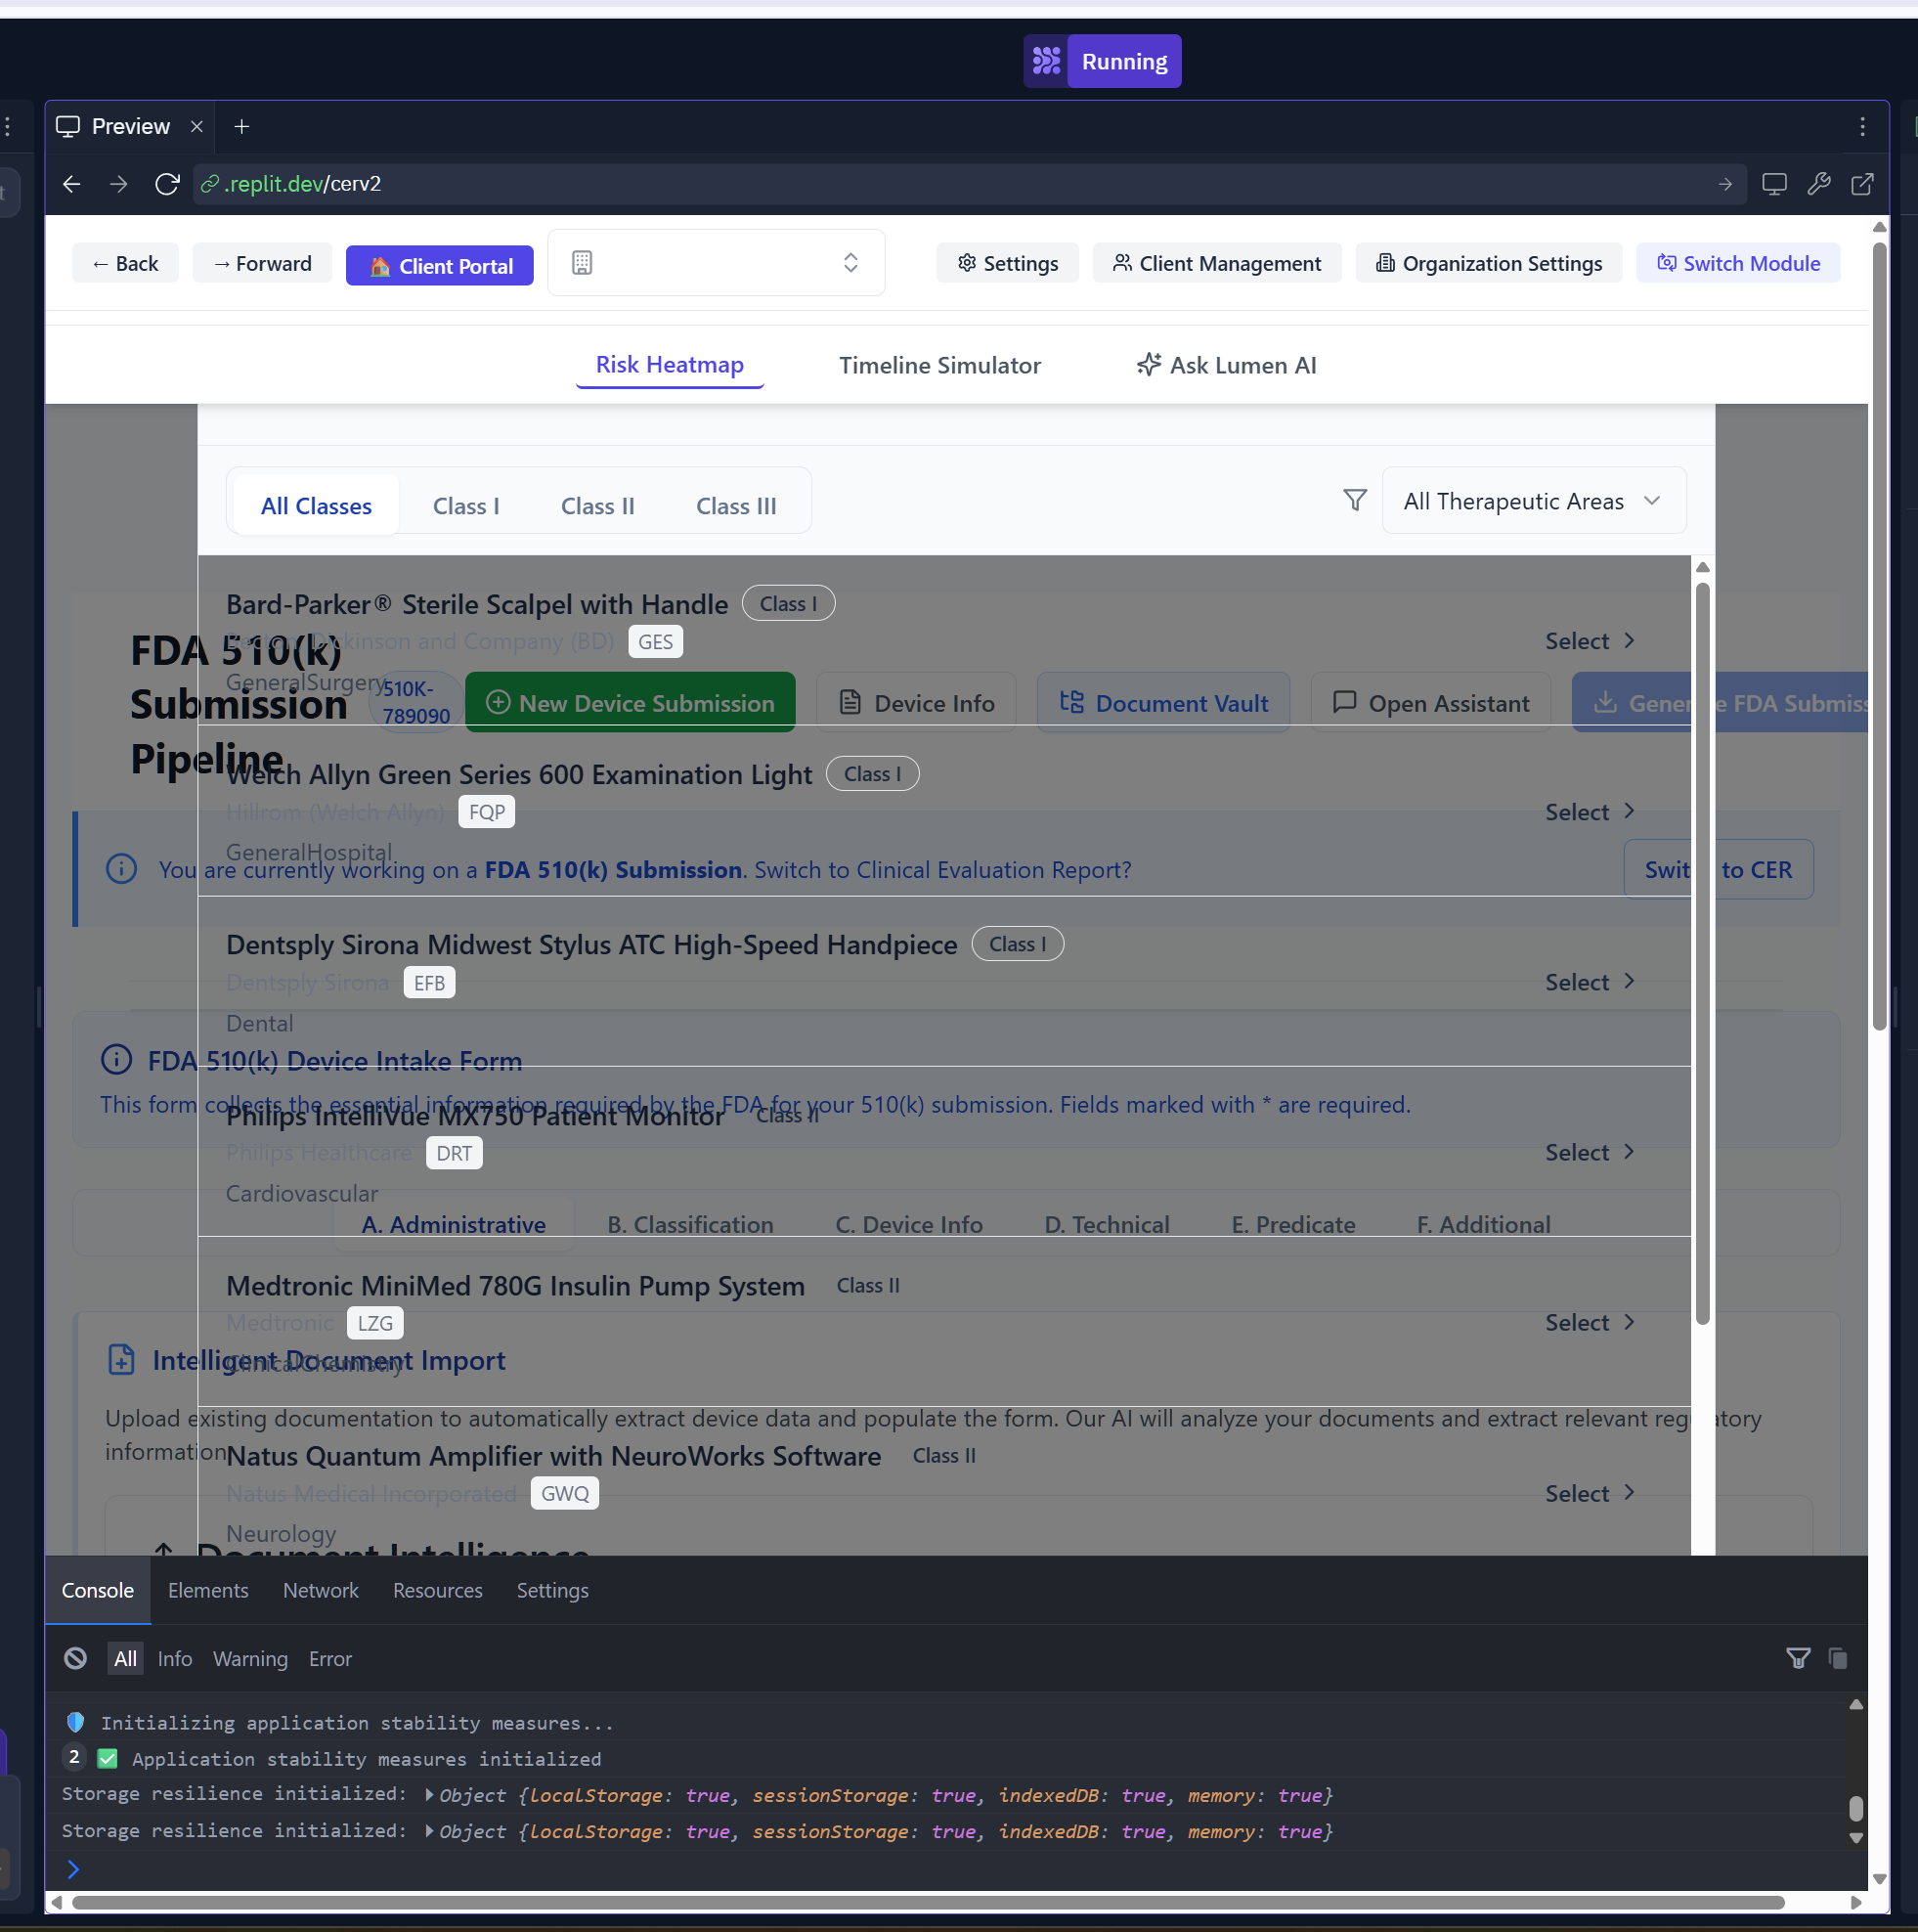 Running
Preview
.replit.dev/cerv2
← Back
→ Forward
🏠 Client Portal
Settings
Client Management
Organization Settings
Switch Module
Risk Heatmap
Timeline Simulator
Ask Lumen AI
All Classes
Class I
Class II
Class III
All Therapeutic Areas
Bard-Parker® Sterile Scalpel with Handle
Class I
Becton, Dickinson and Company (BD)
GES
Select
GeneralSurgery
FDA 510(k)
Submission
Pipeline
510K-
789090
New Device Submission
Device Info
Document Vault
Open Assistant
FDA Submiss
Welch Allyn Green Series 600 Examination Light
Class I
Hillrom (Welch Allyn)
FQP
Select
GeneralHospital
You are currently working on a FDA 510(k) Submission. Switch to Clinical Evaluation Report?
to CER
Dentsply Sirona Midwest Stylus ATC High-Speed Handpiece
Class I
Dentsply Sirona
EFB
Select
Dental
FDA 510(k) Device Intake Form
This form collects the essential information required by the FDA for your 510(k) submission. Fields marked with * are required.
Philips IntelliVue MX750 Patient Monitor
Class II
Philips Healthcare
DRT
Select
Cardiovascular
A. Administrative
B. Classification
C. Device Info
D. Technical
E. Predicate
F. Additional
Medtronic MiniMed 780G Insulin Pump System
Class II
Medtronic
LZG
Select
ClinicalChemistry
Intelligent Document Import
Upload existing documentation to automatically extract device data and populate the form. Our AI will analyze your documents and extract relevant regulatory
information
Natus Quantum Amplifier with NeuroWorks Software
Class II
Natus Medical Incorporated
GWQ
Select
Neurology
Document Intelligence
Console
Elements
Network
Resources
Settings
All
Info
Warning
Error
Initializing application stability measures...
2 ✅ Application stability measures initialized
Storage resilience initialized: ▶Object {localStorage: true, sessionStorage: true, indexedDB: true, memory: true}
Storage resilience initialized: ▶Object {localStorage: true, sessionStorage: true, indexedDB: true, memory: true}